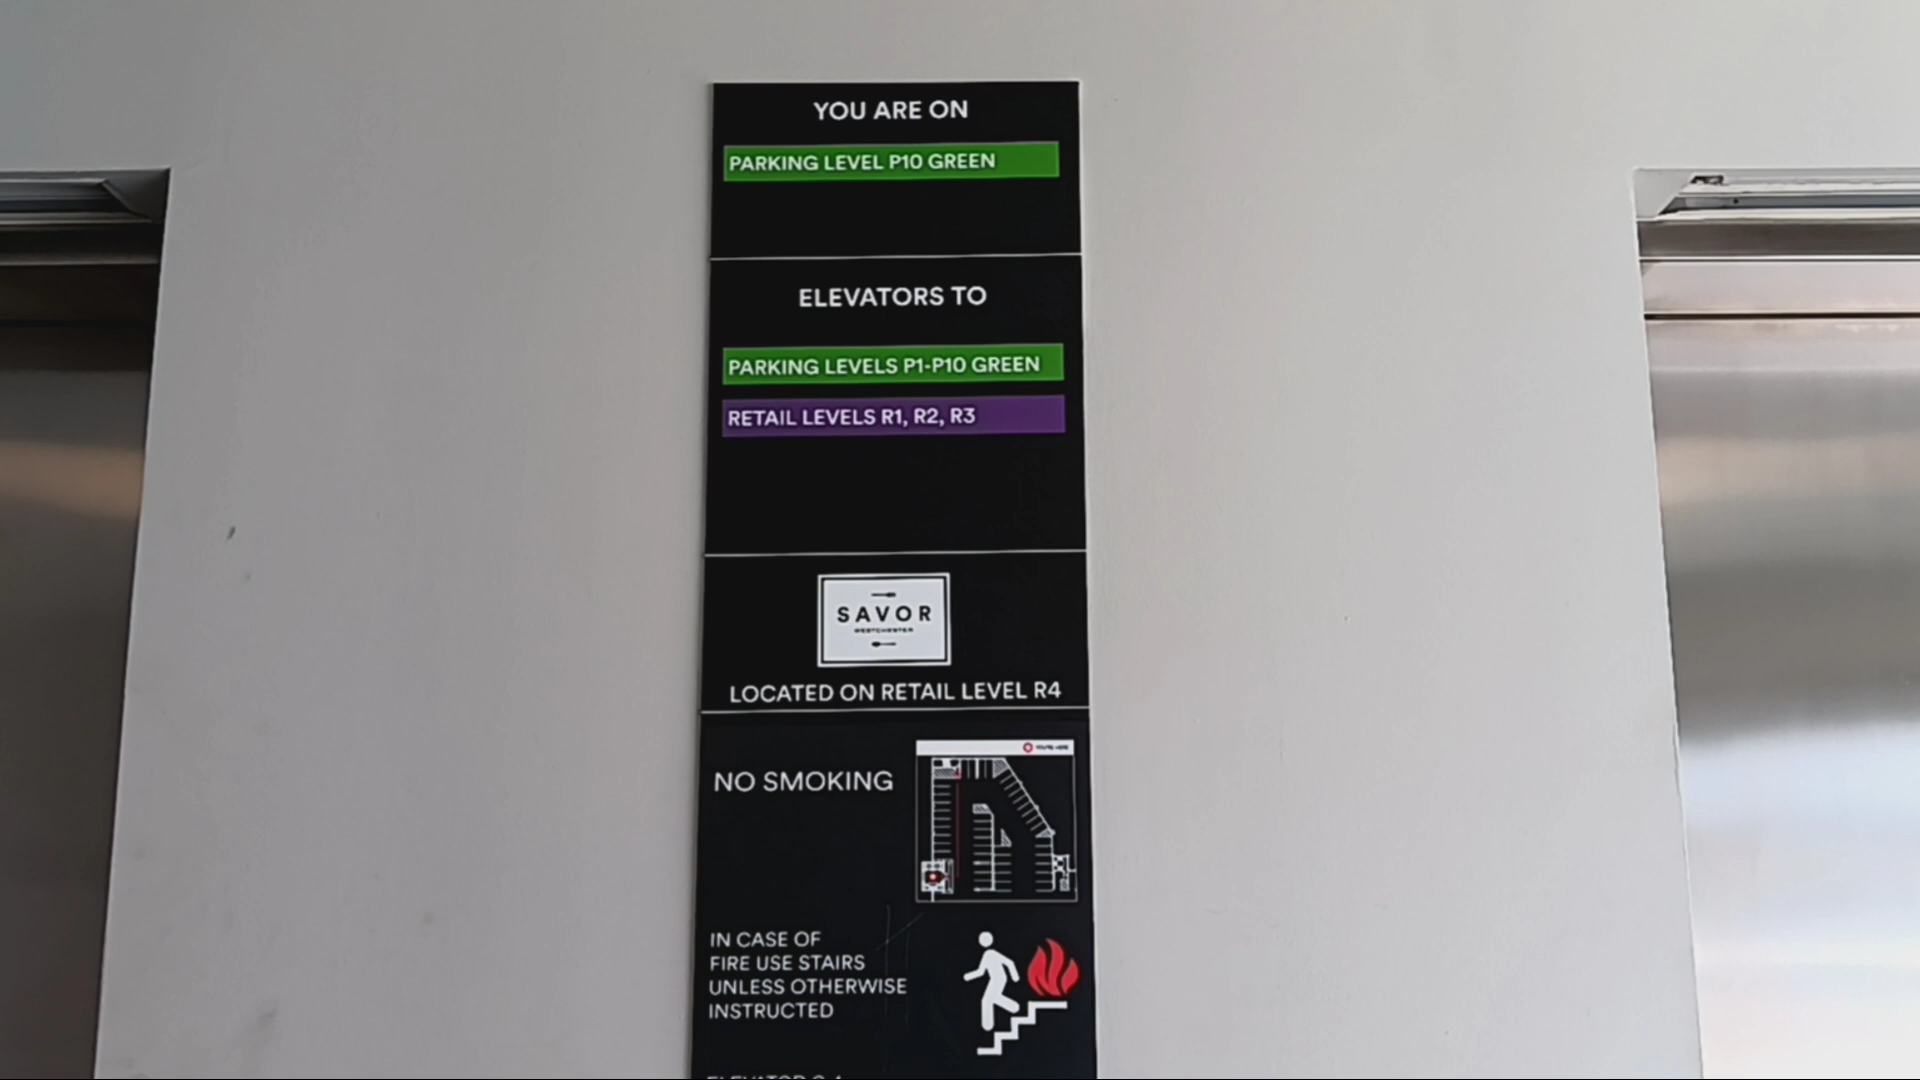 YOU ARE ON
PARKING LEVEL P10 GREEN
ELEVATORS TO
PARKING LEVELS P1-P10 GREEN
RETAIL LEVELS R1, R2, R3
SAVOR
WESTCHESTER
LOCATED ON RETAIL LEVEL R4
NO SMOKING
IN CASE OF
FIRE USE STAIRS
UNLESS OTHERWISE
INSTRUCTED